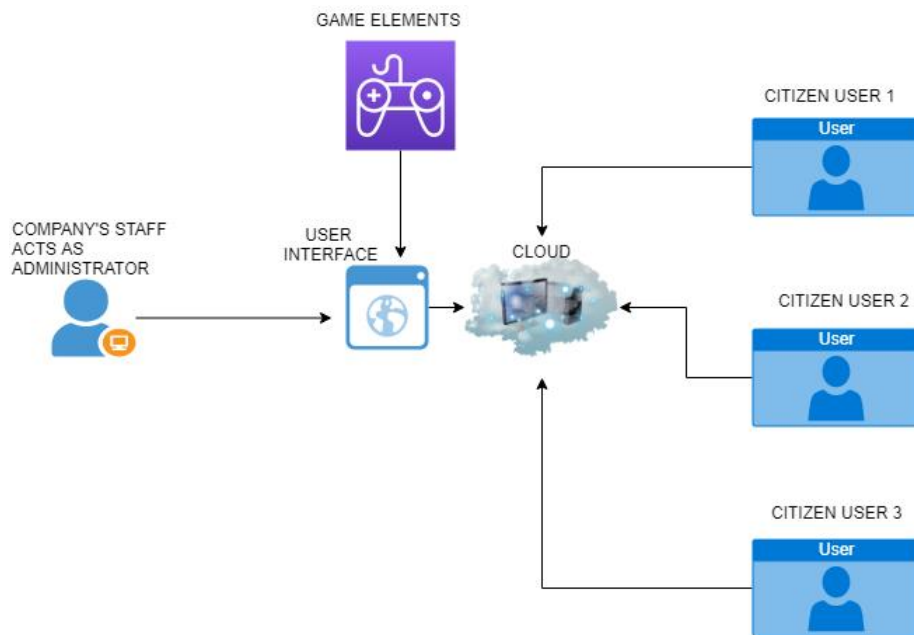 GAME ELEMENTS
CITIZEN USER 1
User
COMPANY'S STAFF
ACTS AS
ADMINISTRATOR
USER
INTERFACE
CLOUD
CITIZEN USER 2
User
CITIZEN USER 3
User